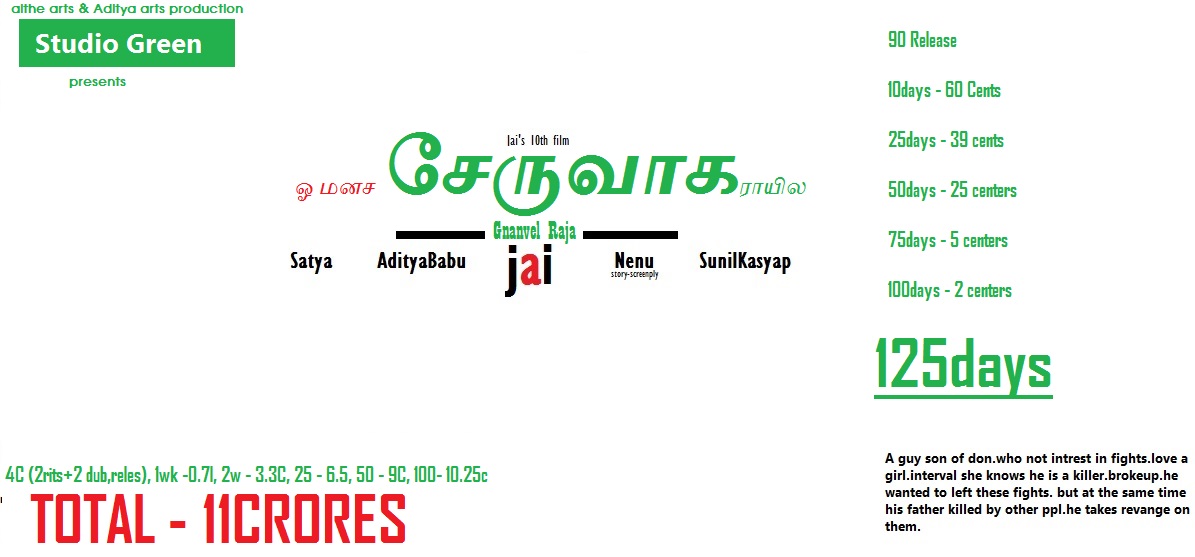 aithe arts & Aditya arts production
Studio Green
presents
Jai's 10th film
ஓ மனச சேருவாக ராயில
Gnanvel Raja
Satya AdityaBabu jai Nenu SunilKasyap
story-screenply
90 Release
10days - 60 Cents
25days - 39 cents
50days - 25 centers
75days - 5 centers
100days - 2 centers
125days
4C (2rits+2 dub,reles), 1wk -0.7l, 2w - 3.3C, 25 - 6.5, 50 - 9C, 100- 10.25c
TOTAL - 11CRORES
A guy son of don.who not intrest in fights.love a
girl.interval she knows he is a killer.brokeup.he
wanted to left these fights. but at the same time
his father killed by other ppl.he takes revange on
them.